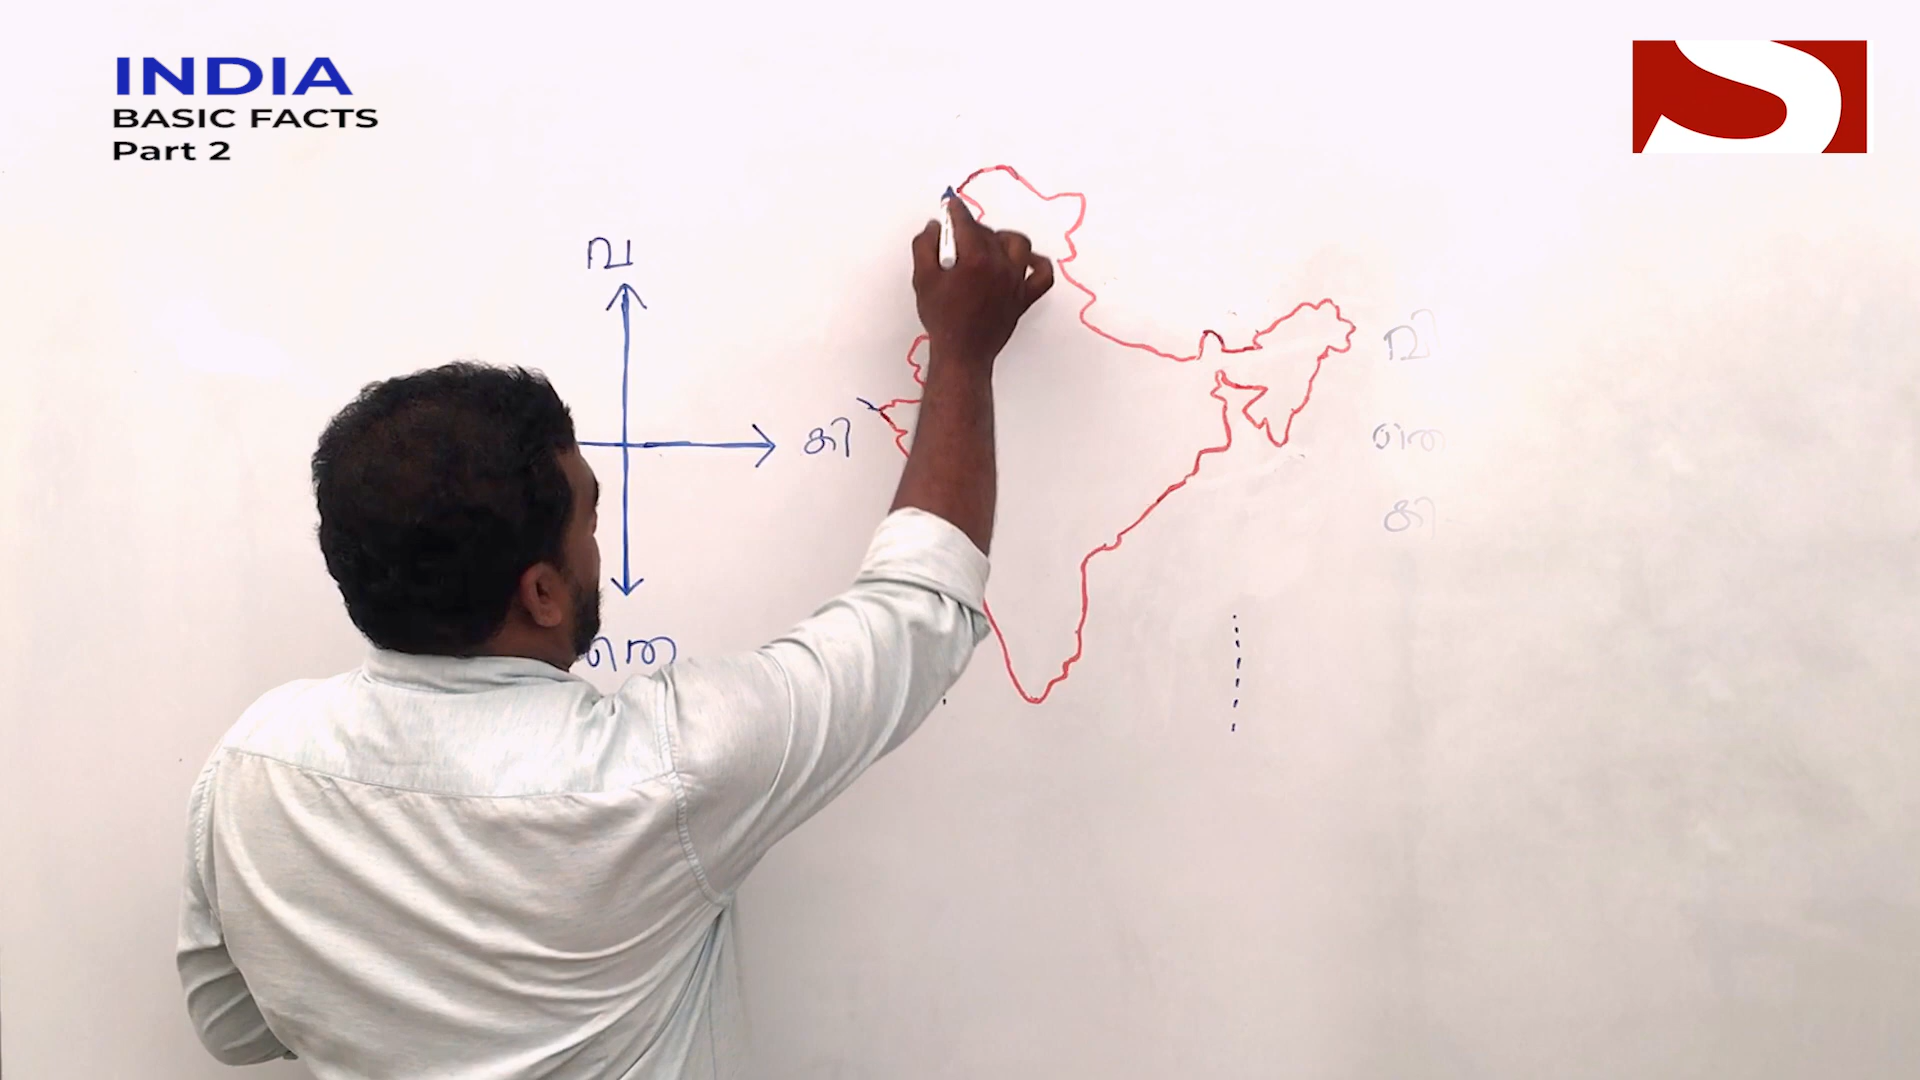 INDIA
BASIC FACTS
Part 2
വ
കി
തെ
വി
തെ
കി